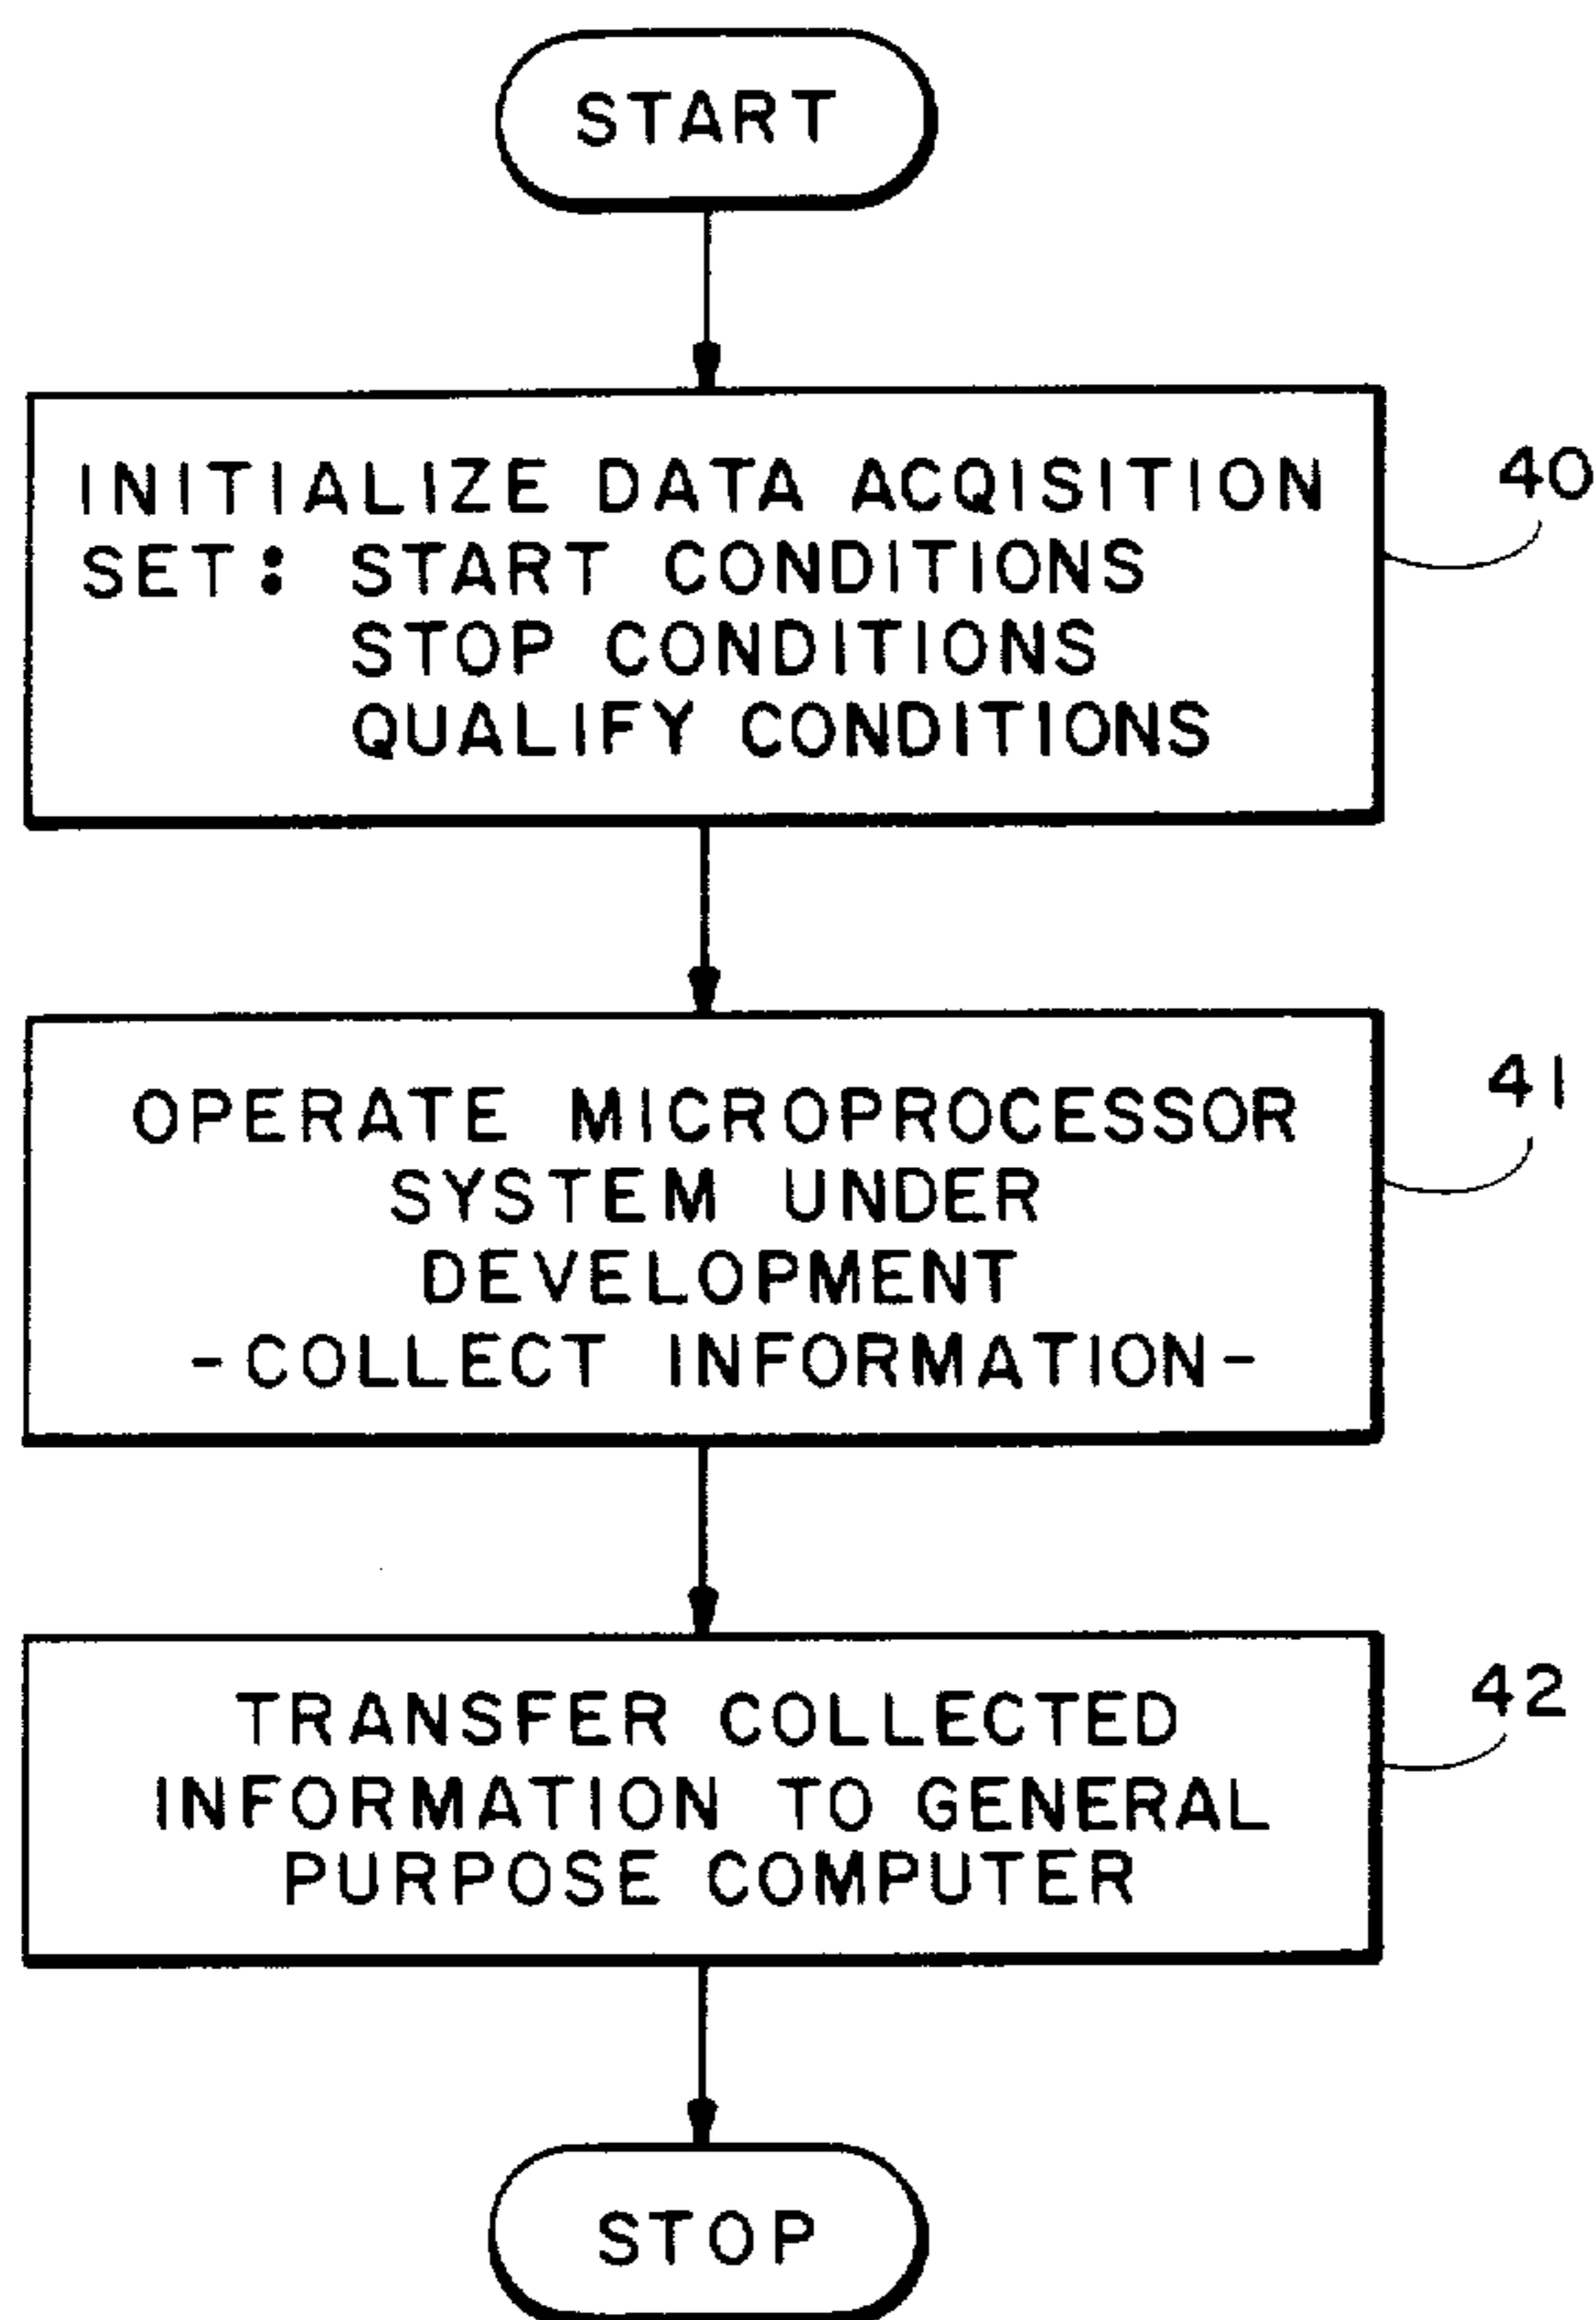 START
INITIALIZE DATA ACQISITION
40
SET: START CONDITIONS
STOP CONDITIONS
QUALIFY CONDITIONS
OPERATE MICROPROCESSOR
41
SYSTEM UNDER
DEVELOPMENT
-COLLECT INFORMATION-
TRANSFER COLLECTED
42
INFORMATION TO GENERAL
PURPOSE COMPUTER
STOP